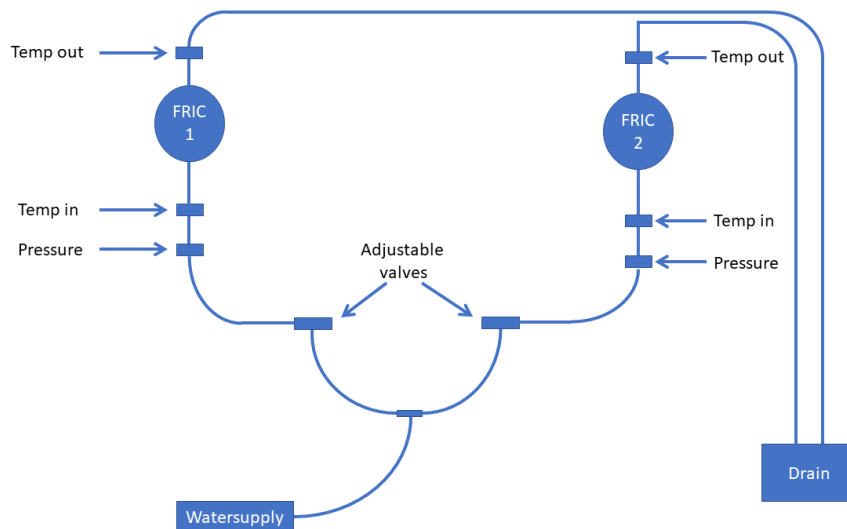 Temp out
Temp out
FRIC
1
FRIC
2
Temp in
Temp in
Pressure
Adjustable
valves
Pressure
Drain
Watersupply